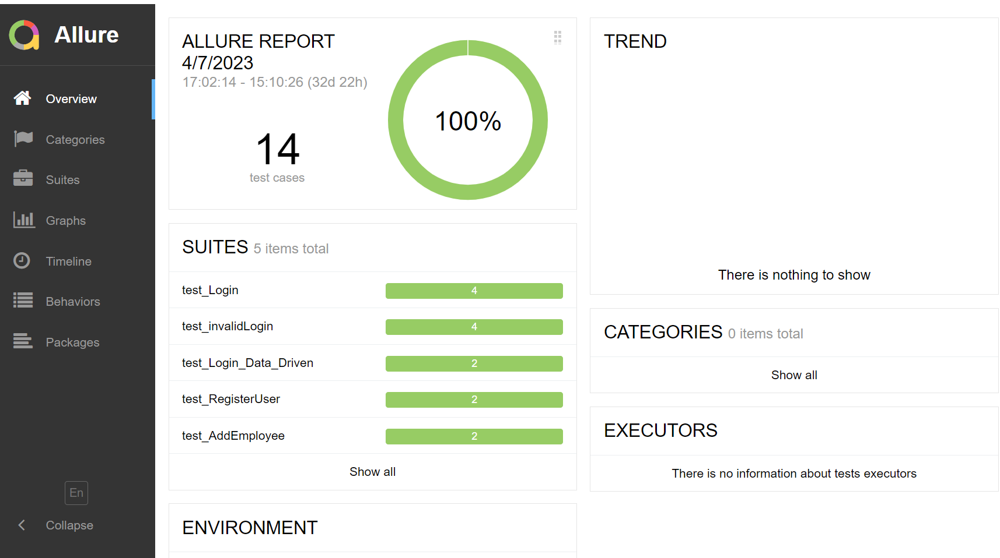 Allure
Overview
Categories
Suites
Graphs
Timeline
Behaviors
Packages
En
Collapse
ALLURE REPORT
4/7/2023
17:02:14 - 15:10:26 (32d 22h)
14
test cases
100%
SUITES 5 items total
test_Login 4
test_invalidLogin 4
test_Login_Data_Driven 2
test_RegisterUser 2
test_AddEmployee 2
Show all
ENVIRONMENT
TREND
There is nothing to show
CATEGORIES 0 items total
Show all
EXECUTORS
There is no information about tests executors